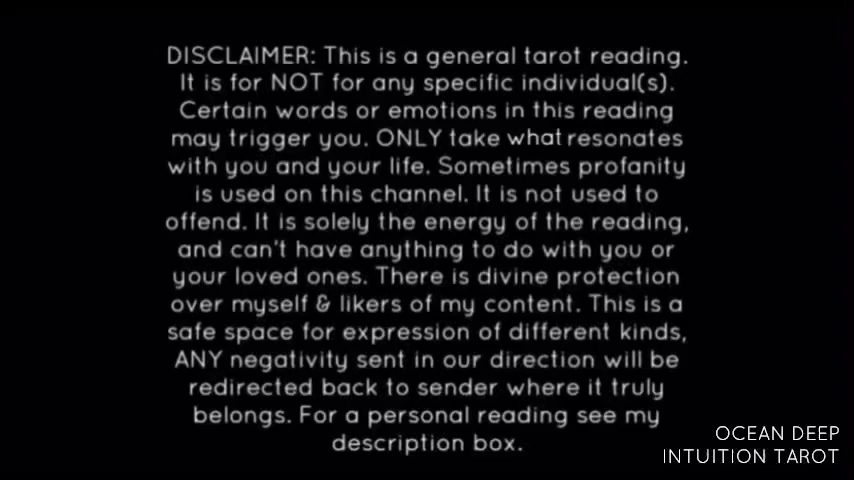 DISCLAIMER: This is a general tarot reading.
It is for NOT for any specific individual(s).
Certain words or emotions in this reading
may trigger you. ONLY take what resonates
with you and your life. Sometimes profanity
is used on this channel. It is not used to
offend. It is solely the energy of the reading,
and can't have anything to do with you or
your loved ones. There is divine protection
over myself & likers of my content. This is a
safe space for expression of different kinds,
ANY negativity sent in our direction will be
redirected back to sender where it truly
belongs. For a personal reading see my
description box.
OCEAN DEEP
INTUITION TAROT